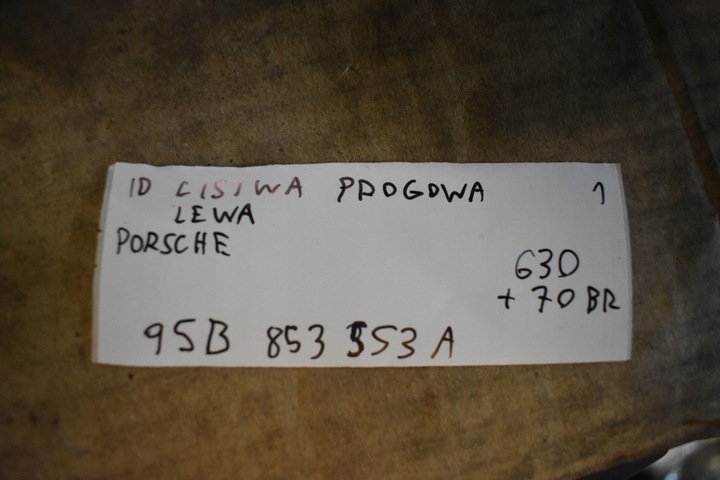 ID LISTWA PROGOWA 1
LEWA
PORSCHE
630
+ 70 BR
95B 853 553 A